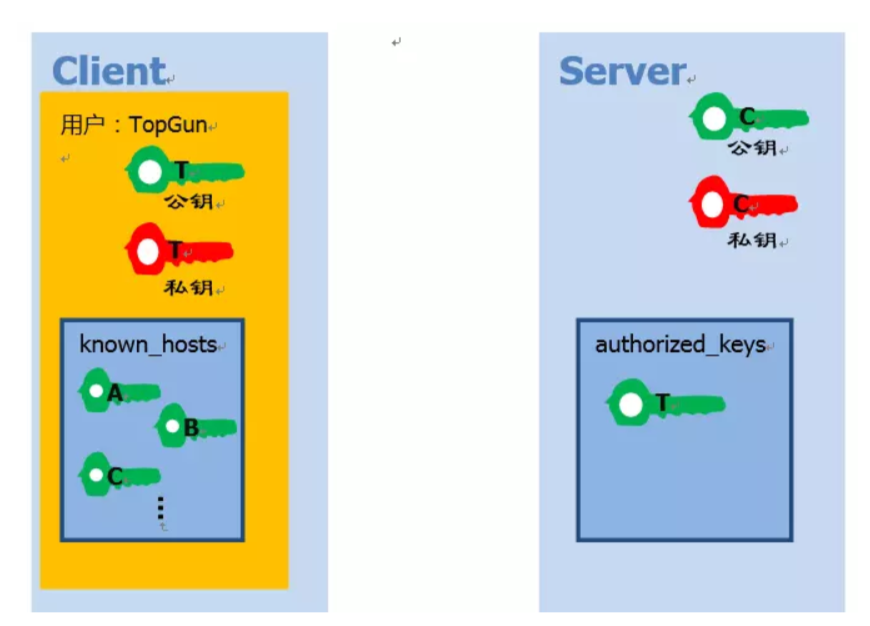 Client
用户：TopGun
T
公钥
T
私钥
known_hosts
A
B
C
Server
C
公钥
C
私钥
authorized_keys
T